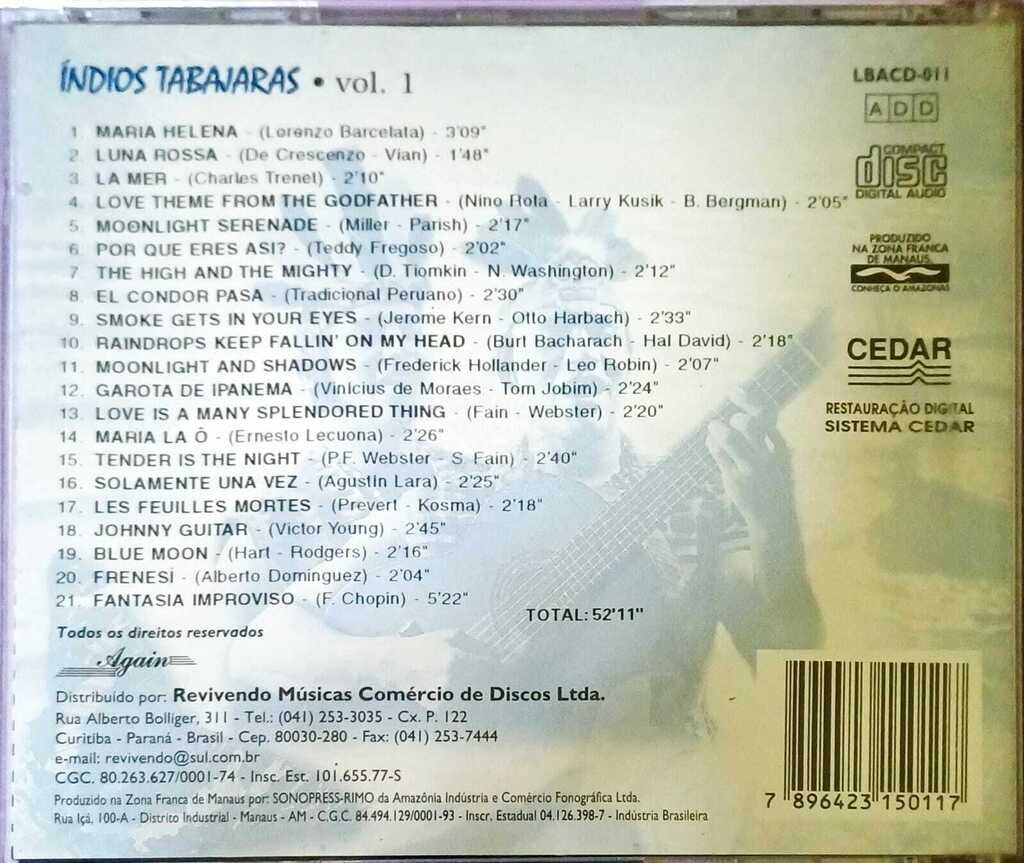 ÍNDIOS TABAJARAS • vol. 1
LBACD-011
ADD
COMPACT
disc
DIGITAL AUDIO
1. MARIA HELENA - (Lorenzo Barcelata) - 3'09"
2. LUNA ROSSA - (De Crescenzo - Vian) - 1'48"
3. LA MER - (Charles Trenet) - 2'10"
4. LOVE THEME FROM THE GODFATHER - (Nino Rota - Larry Kusik - B. Bergman) - 2'05"
5. MOONLIGHT SERENADE - (Miller - Parish) - 2'17"
6. POR QUE ERES ASI? - (Teddy Fregoso) - 2'02"
7. THE HIGH AND THE MIGHTY - (D. Tiomkin - N. Washington) - 2'12"
8. EL CONDOR PASA - (Tradicional Peruano) - 2'30"
9. SMOKE GETS IN YOUR EYES - (Jerome Kern - Otto Harbach) - 2'33"
10. RAINDROPS KEEP FALLIN' ON MY HEAD - (Burt Bacharach - Hal David) - 2'18"
11. MOONLIGHT AND SHADOWS - (Frederick Hollander - Leo Robin) - 2'07"
12. GAROTA DE IPANEMA - (Vinícius de Moraes - Tom Jobim) - 2'24"
13. LOVE IS A MANY SPLENDORED THING - (Fain - Webster) - 2'20"
14. MARIA LA Ô - (Ernesto Lecuona) - 2'26"
15. TENDER IS THE NIGHT - (P.F. Webster - S. Fain) - 2'40"
16. SOLAMENTE UNA VEZ - (Agustín Lara) - 2'25"
17. LES FEUILLES MORTES - (Prevert - Kosma) - 2'18"
18. JOHNNY GUITAR - (Victor Young) - 2'45"
19. BLUE MOON - (Hart - Rodgers) - 2'16"
20. FRENESÍ - (Alberto Dominguez) - 2'04"
21. FANTASIA IMPROVISO - (F. Chopin) - 5'22"
TOTAL: 52'11"
PRODUZIDO
NA ZONA FRANCA
DE MANAUS.
CONHEÇA O AMAZONAS
CEDAR
RESTAURAÇÃO DIGITAL
SISTEMA CEDAR
Todos os direitos reservados
Again
Distribuído por: Revivendo Músicas Comércio de Discos Ltda.
Rua Alberto Bolliger, 311 - Tel.: (041) 253-3035 - Cx. P. 122
Curitiba - Paraná - Brasil - Cep. 80030-280 - Fax: (041) 253-7444
e-mail: revivendo@sul.com.br
CGC. 80.263.627/0001-74 - Insc. Est. 101.655.77-S
Produzido na Zona Franca de Manaus por: SONOPRESS-RIMO da Amazônia Indústria e Comércio Fonográfica Ltda.
Rua Içá, 100-A - Distrito Industrial - Manaus - AM - C.G.C. 84.494.129/0001-93 - Inscr. Estadual 04.126.398-7 - Indústria Brasileira
7 896423 150117